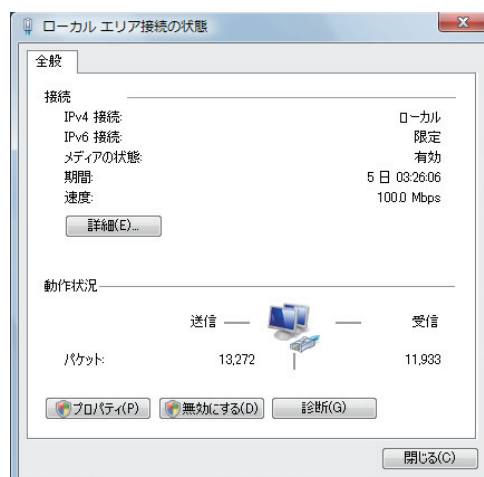 ローカル エリア接続の状態
全般
接続
IPv4 接続: ローカル
IPv6 接続: 限定
メディアの状態: 有効
期間: 5 日 03:26:06
速度: 100.0 Mbps
詳細(E)...
動作状況
送信 受信
パケット: 13,272 11,933
プロパティ(P) 無効にする(D) 診断(G)
閉じる(C)